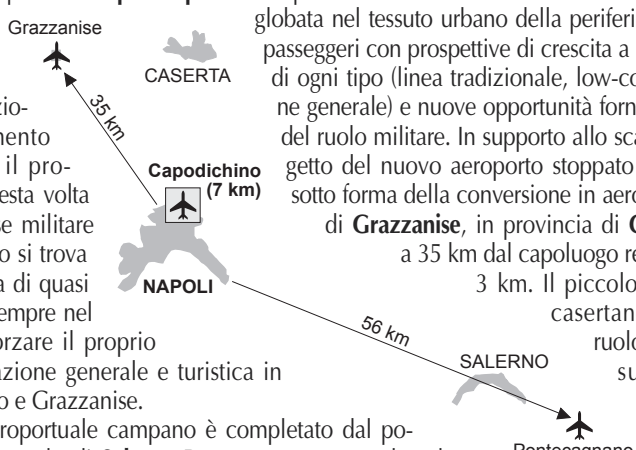 globata nel tessuto urbano della periferi
passeggeri con prospettive di crescita a
di ogni tipo (linea tradizionale, low-co
ne generale) e nuove opportunità forn
del ruolo militare. In supporto allo sca
getto del nuovo aeroporto stoppato
sotto forma della conversione in aero
di Grazzanise, in provincia di C
a 35 km dal capoluogo re
3 km. Il piccolo
casertan
ruolo
su
Grazzanise
CASERTA
35 km
Capodichino
(7 km)
NAPOLI
56 km
SALERNO
Pontecagnano
zio-
mento
il pro-
esta volta
se militare
o si trova
a di quasi
empre nel
orzare il proprio
azione generale e turistica in
o e Grazzanise.
roportuale campano è completato dal po-